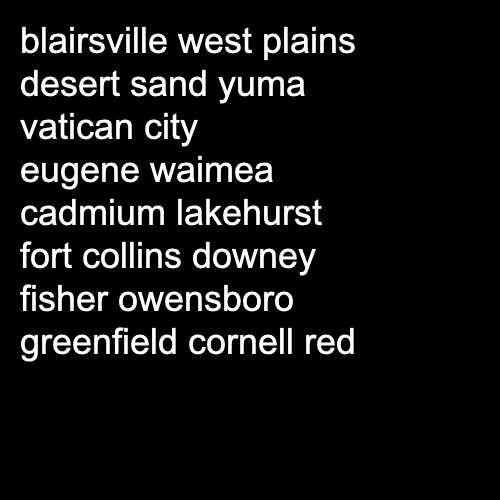 blairsville west plains
desert sand yuma
vatican city
eugene waimea
cadmium lakehurst
fort collins downey
fisher owensboro
greenfield cornell red